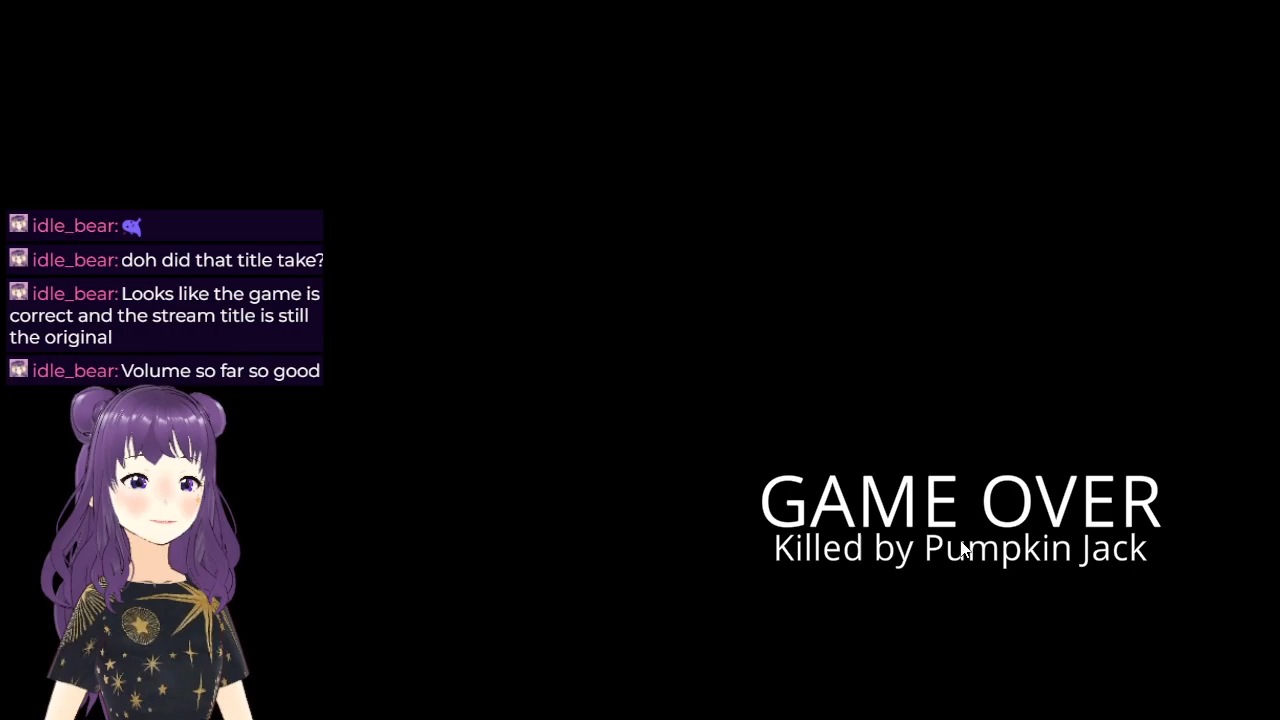 idle_bear:
idle_bear: doh did that title take?
idle_bear: Looks like the game is
correct and the stream title is still
the original
idle_bear: Volume so far so good
GAME OVER
Killed by Pumpkin Jack